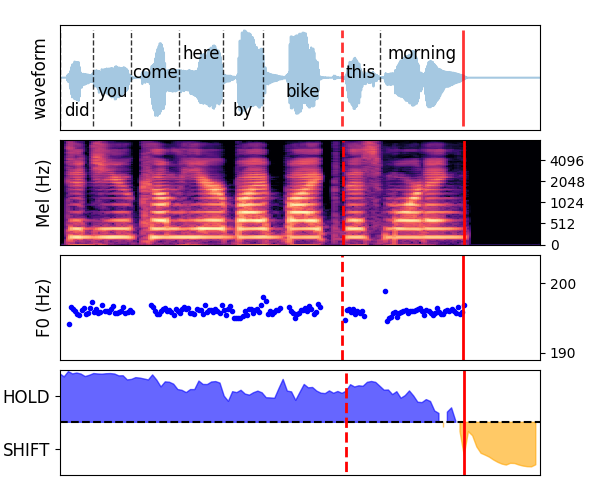 waveform
did
you
come
here
by
bike
this
morning
Mel (Hz)
4096
2048
1024
512
0
F0 (Hz)
200
190
HOLD
SHIFT